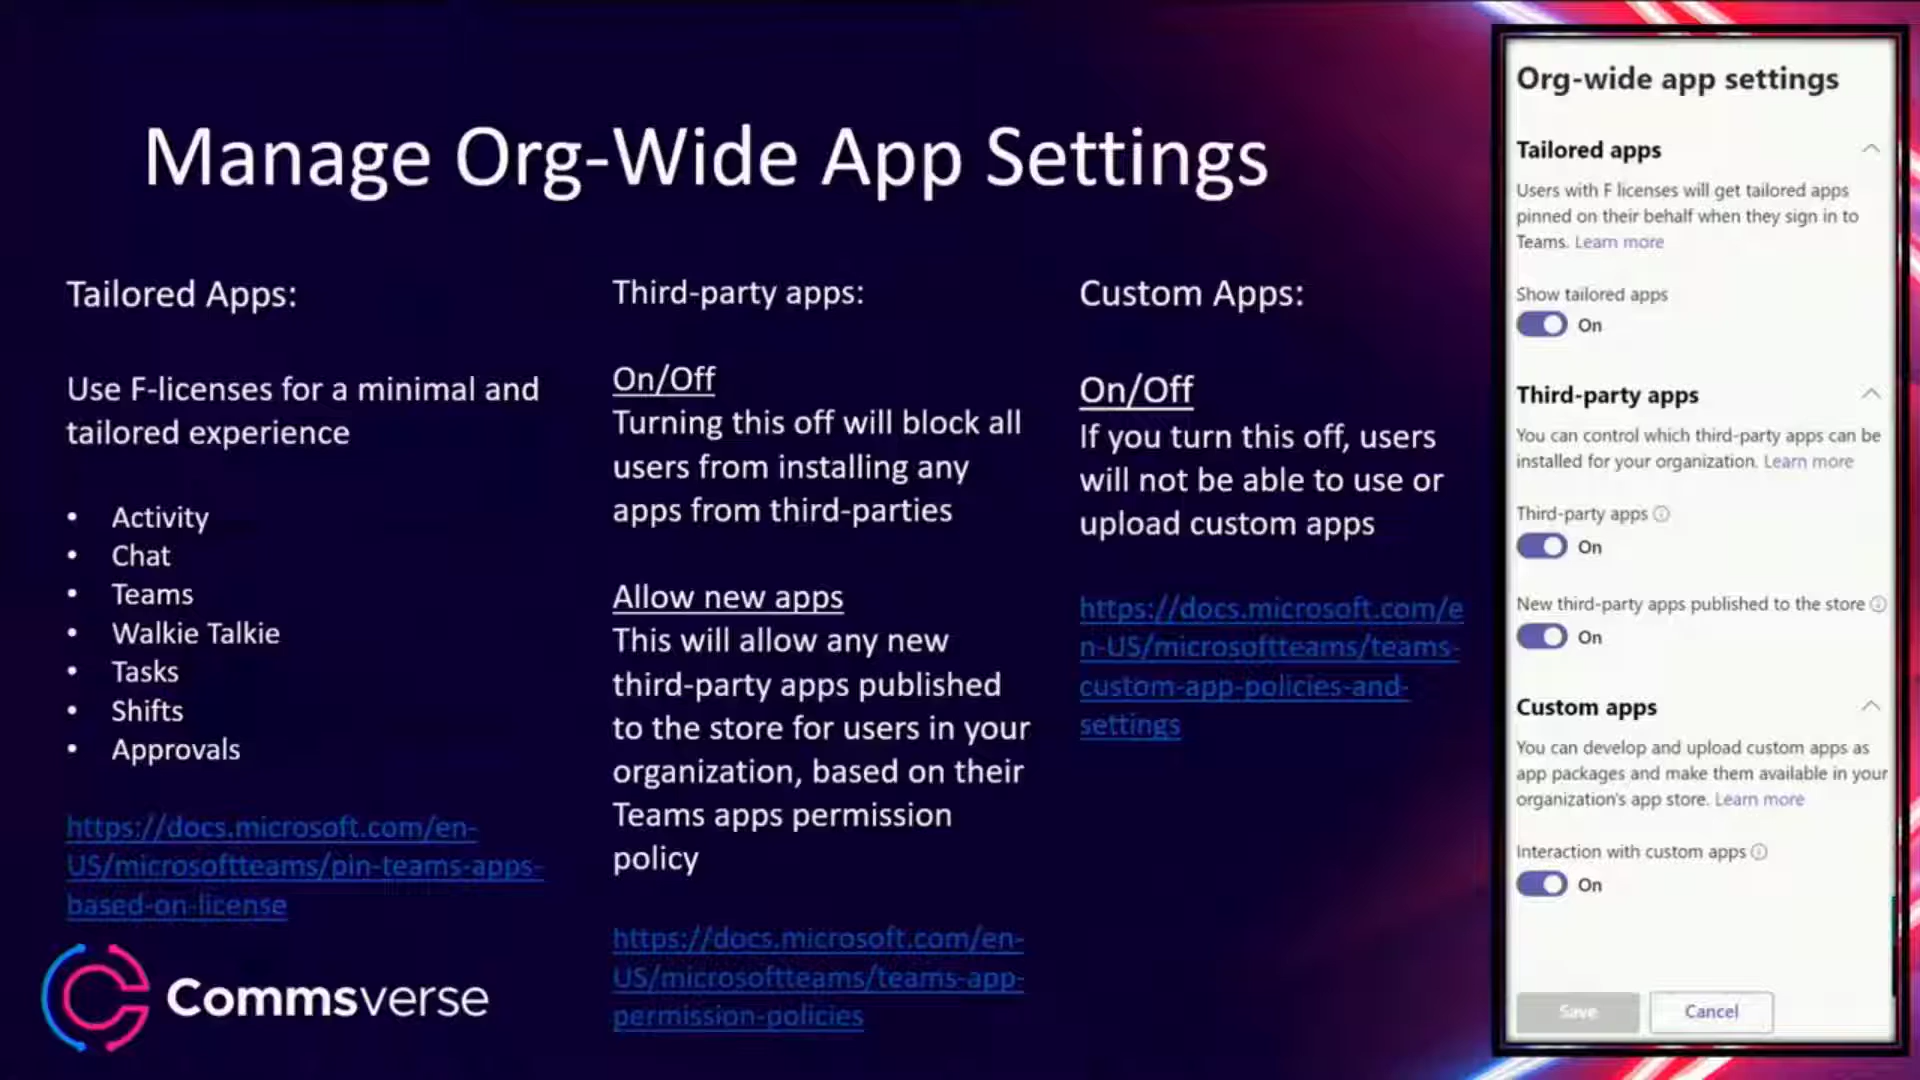 Manage Org-Wide App Settings
Tailored Apps:
Use F-licenses for a minimal and
tailored experience
• Activity
• Chat
• Teams
• Walkie Talkie
• Tasks
• Shifts
• Approvals
https://docs.microsoft.com/en-
US/microsoftteams/pin-teams-apps-
based-on-license
Third-party apps:
On/Off
Turning this off will block all
users from installing any
apps from third-parties
Allow new apps
This will allow any new
third-party apps published
to the store for users in your
organization, based on their
Teams apps permission
policy
https://docs.microsoft.com/en-
US/microsoftteams/teams-app-
permission-policies
Custom Apps:
On/Off
If you turn this off, users
will not be able to use or
upload custom apps
https://docs.microsoft.com/e
n-US/microsoftteams/teams-
custom-app-policies-and-
settings
Commsverse
Org-wide app settings
Tailored apps
Users with F licenses will get tailored apps
pinned on their behalf when they sign in to
Teams. Learn more
Show tailored apps
On
Third-party apps
You can control which third-party apps can be
installed for your organization. Learn more
Third-party apps
On
New third-party apps published to the store
On
Custom apps
You can develop and upload custom apps as
app packages and make them available in your
organization's app store. Learn more
Interaction with custom apps
On
Save
Cancel